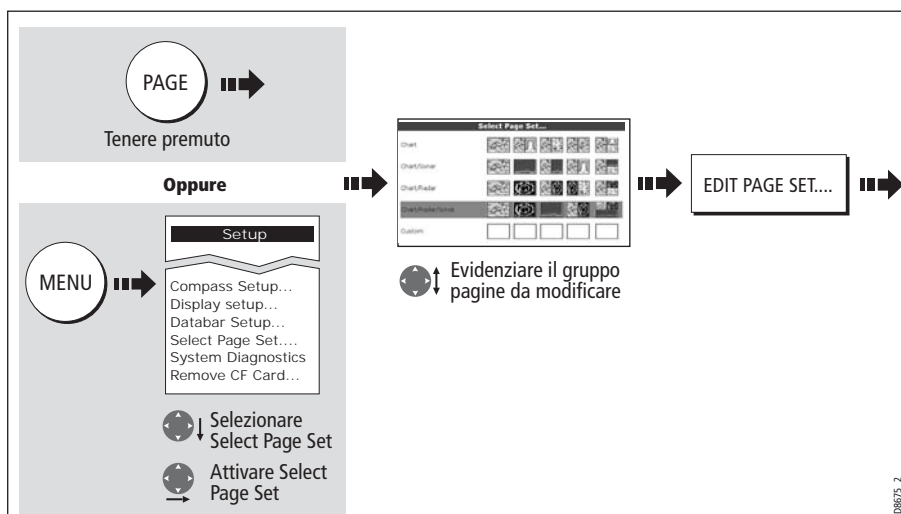 PAGE
Tenere premuto
Oppure
MENU
Setup
Compass Setup...
Display setup...
Databar Setup...
Select Page Set....
System Diagnostics
Remove CF Card...
Selezionare
Select Page Set
Attivare Select
Page Set
Select Page Set...
Chart
Chart/Sonar
Chart/Radar
Chart/Radar/Sonar
Custom
Evidenziare il gruppo
pagine da modificare
EDIT PAGE SET....
D8675_2